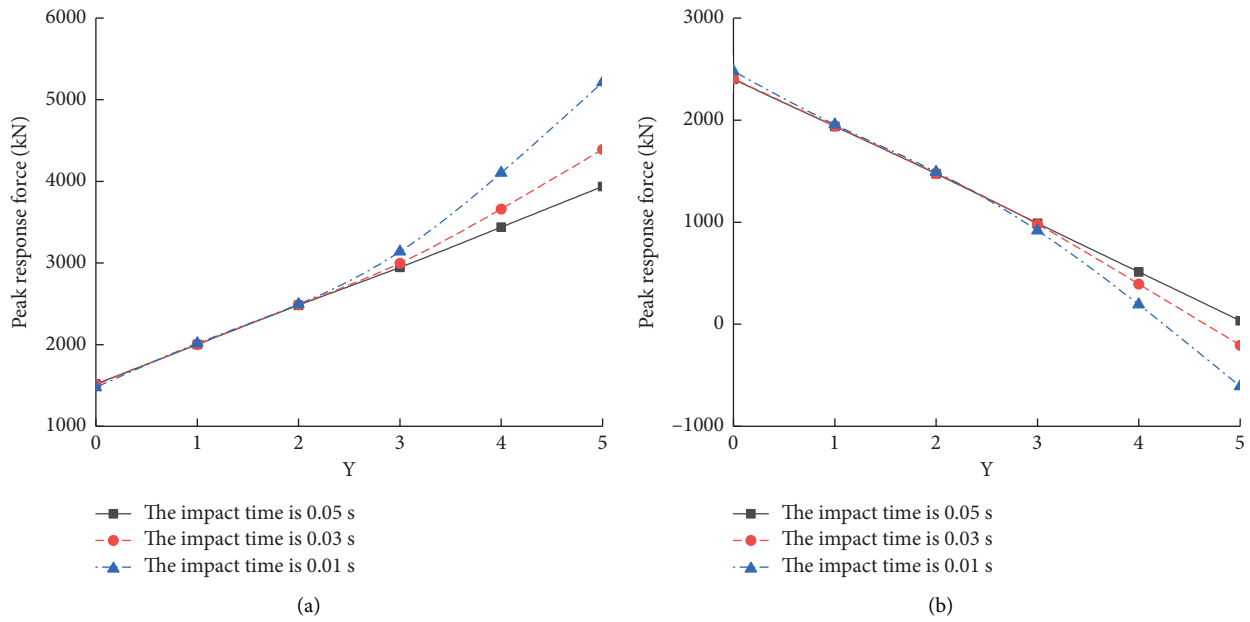 6000
5000
4000
3000
2000
1000
Peak response force (kN)
0 1 2 3 4 5
Y
The impact time is 0.05 s
The impact time is 0.03 s
The impact time is 0.01 s
(a)
3000
2000
1000
0
–1000
Peak response force (kN)
0 1 2 3 4 5
Y
The impact time is 0.05 s
The impact time is 0.03 s
The impact time is 0.01 s
(b)